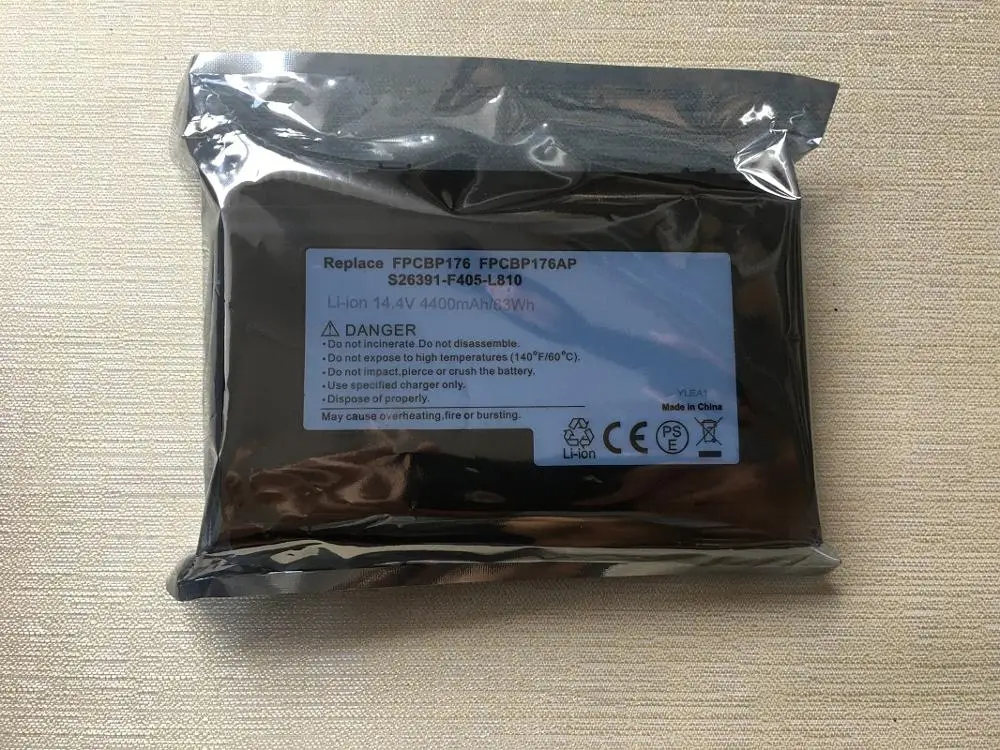 Replace FPCBP176 FPCBP176AP
S26391-F405-L810
Li-ion 14.4V 4400mAh/63Wh
DANGER
•Do not incinerate.Do not disassemble.
•Do not expose to high temperatures (140°F/60°C).
•Do not impact,pierce or crush the battery.
•Use specified charger only.
•Dispose of properly.
May cause overheating,fire or bursting.
YLEA1
Made in China
Li-ion
CE
PS
E